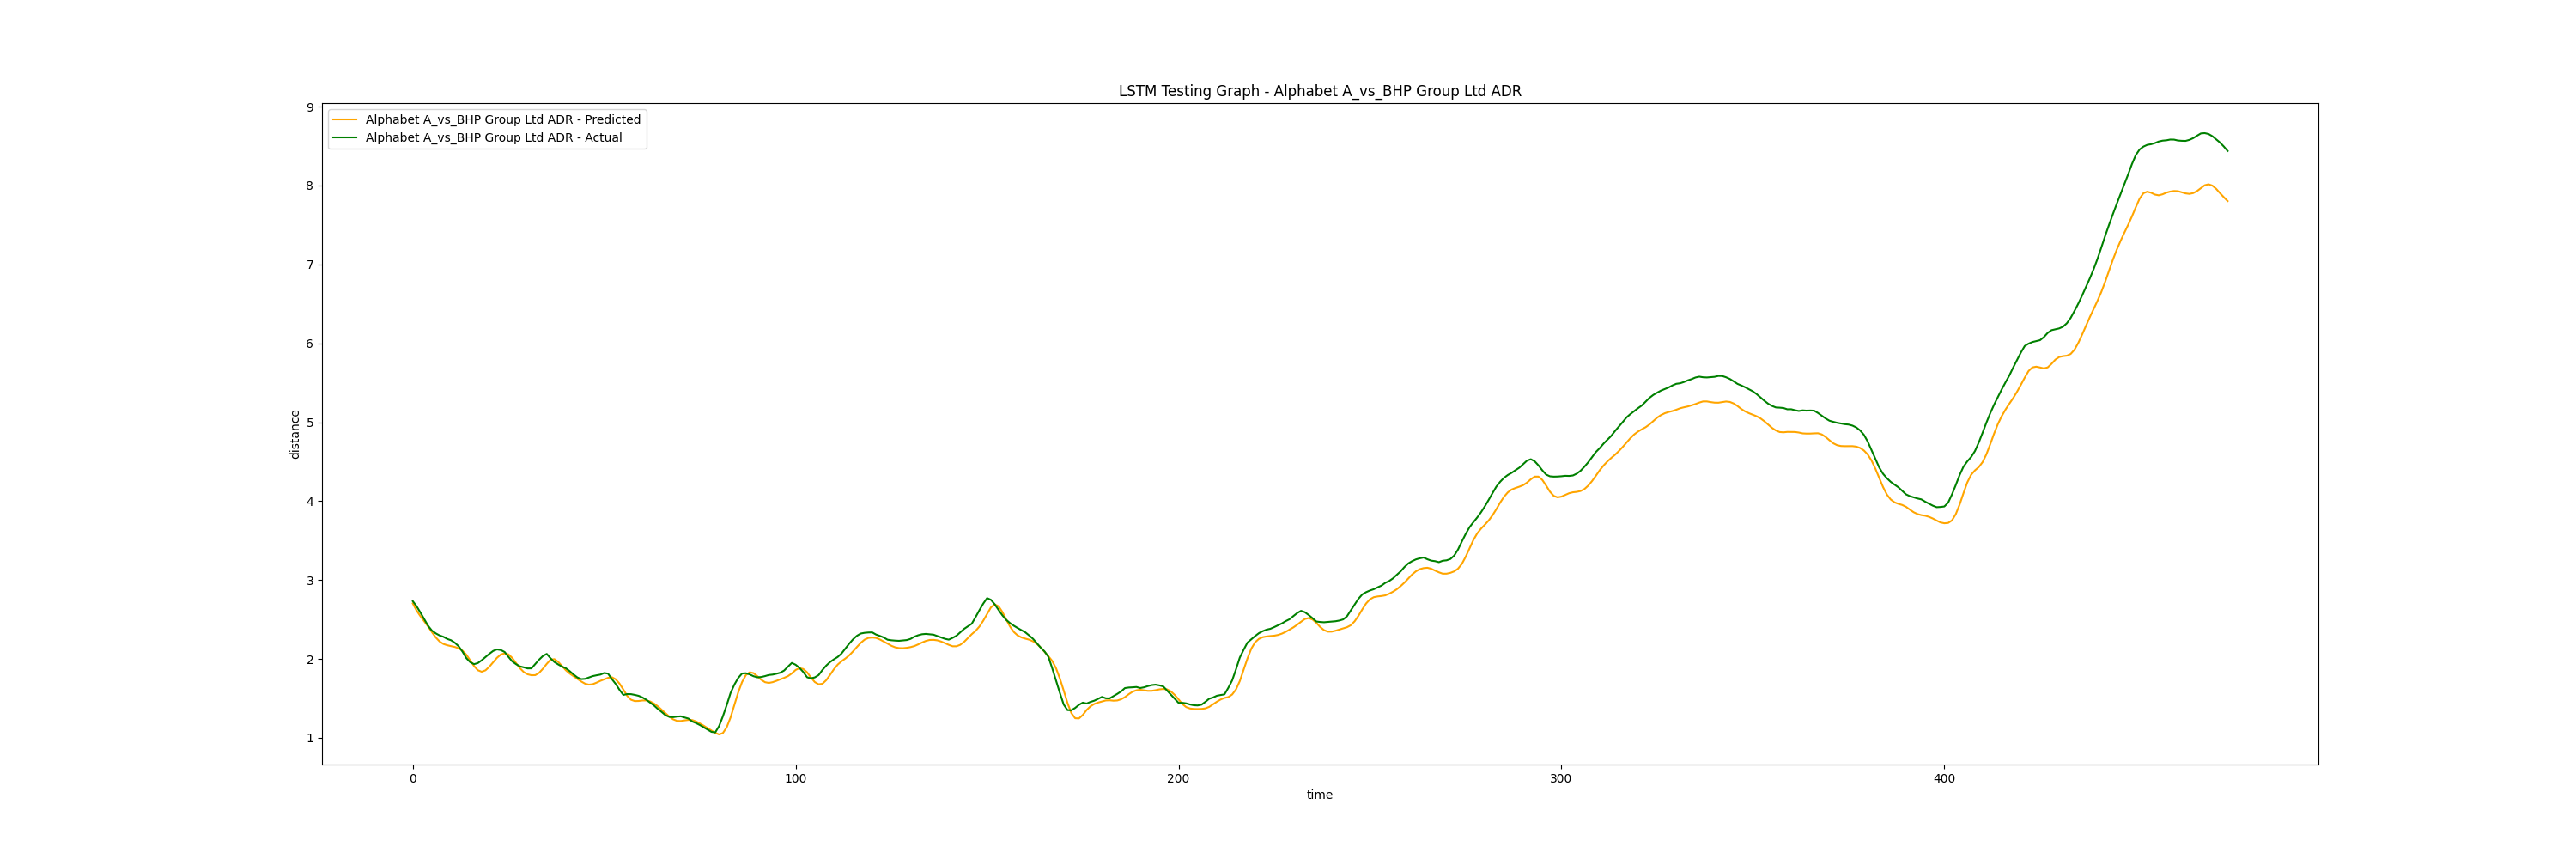 LSTM Testing Graph - Alphabet A_vs_BHP Group Ltd ADR
Alphabet A_vs_BHP Group Ltd ADR - Predicted
Alphabet A_vs_BHP Group Ltd ADR - Actual
9
8
7
6
5
4
3
2
1
distance
0 100 200 300 400
time